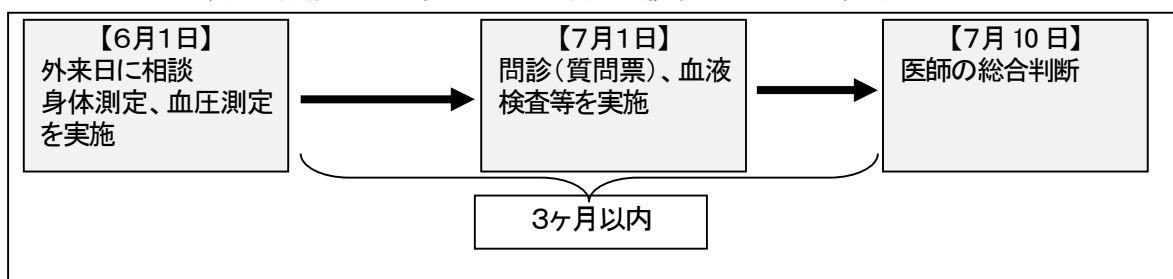 【6月1日】
外来日に相談
身体測定、血圧測定
を実施
【7月1日】
問診(質問票)、血液
検査等を実施
【7月 10 日】
医師の総合判断
3ヶ月以内